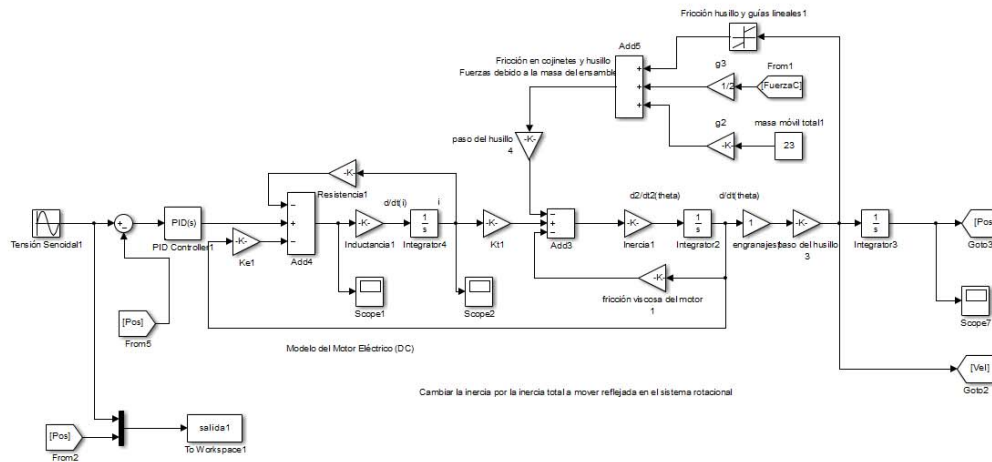 Fricción husillo y guías lineales1
Add5
Fricción en cojinetes y husillo
Fuerzas debido a la masa del ensamble
+
+
+
g3
1/2
From1
[FuerzaC]
g2
-K-
masa móvil total1
23
paso del husillo
4
-K-
-K-
Resistencia1
d/dt(i)
i
d2/dt2(theta)
d/dt(theta)
Tensión Senoidal1
+
−
PID(s)
PID Controller1
-K-
Ke1
−
+
−
Add4
-K-
Inductancia1
1
s
Integrator4
-K-
Kt1
−
+
−
Add3
-K-
Inercia1
1
s
Integrator2
1
engranajes1
-K-
paso del husillo
3
1
s
Integrator3
[Pos
Goto3
-K-
fricción viscosa del motor
1
Scope1
Scope2
Scope7
[Pos]
From5
Modelo del Motor Eléctrico (DC)
[Vel]
Goto2
Cambiar la inercia por la inercia total a mover reflejada en el sistema rotacional
[Pos]
From2
salida1
To Workspace1